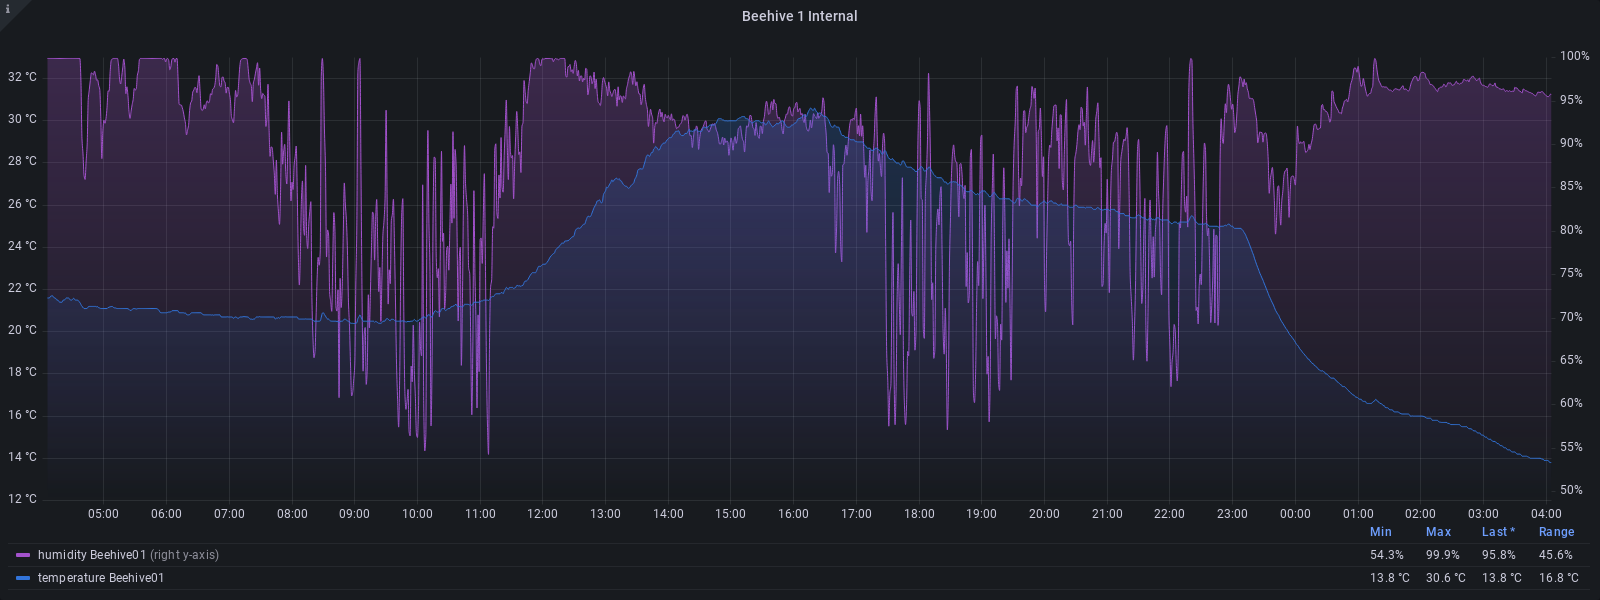 i
Beehive 1 Internal
32 °C
30 °C
28 °C
26 °C
24 °C
22 °C
20 °C
18 °C
16 °C
14 °C
12 °C
100%
95%
90%
85%
80%
75%
70%
65%
60%
55%
50%
05:00 06:00 07:00 08:00 09:00 10:00 11:00 12:00 13:00 14:00 15:00 16:00 17:00 18:00 19:00 20:00 21:00 22:00 23:00 00:00 01:00 02:00 03:00 04:00
Min Max Last * Range
humidity Beehive01 (right y-axis) 54.3% 99.9% 95.8% 45.6%
temperature Beehive01 13.8 °C 30.6 °C 13.8 °C 16.8 °C